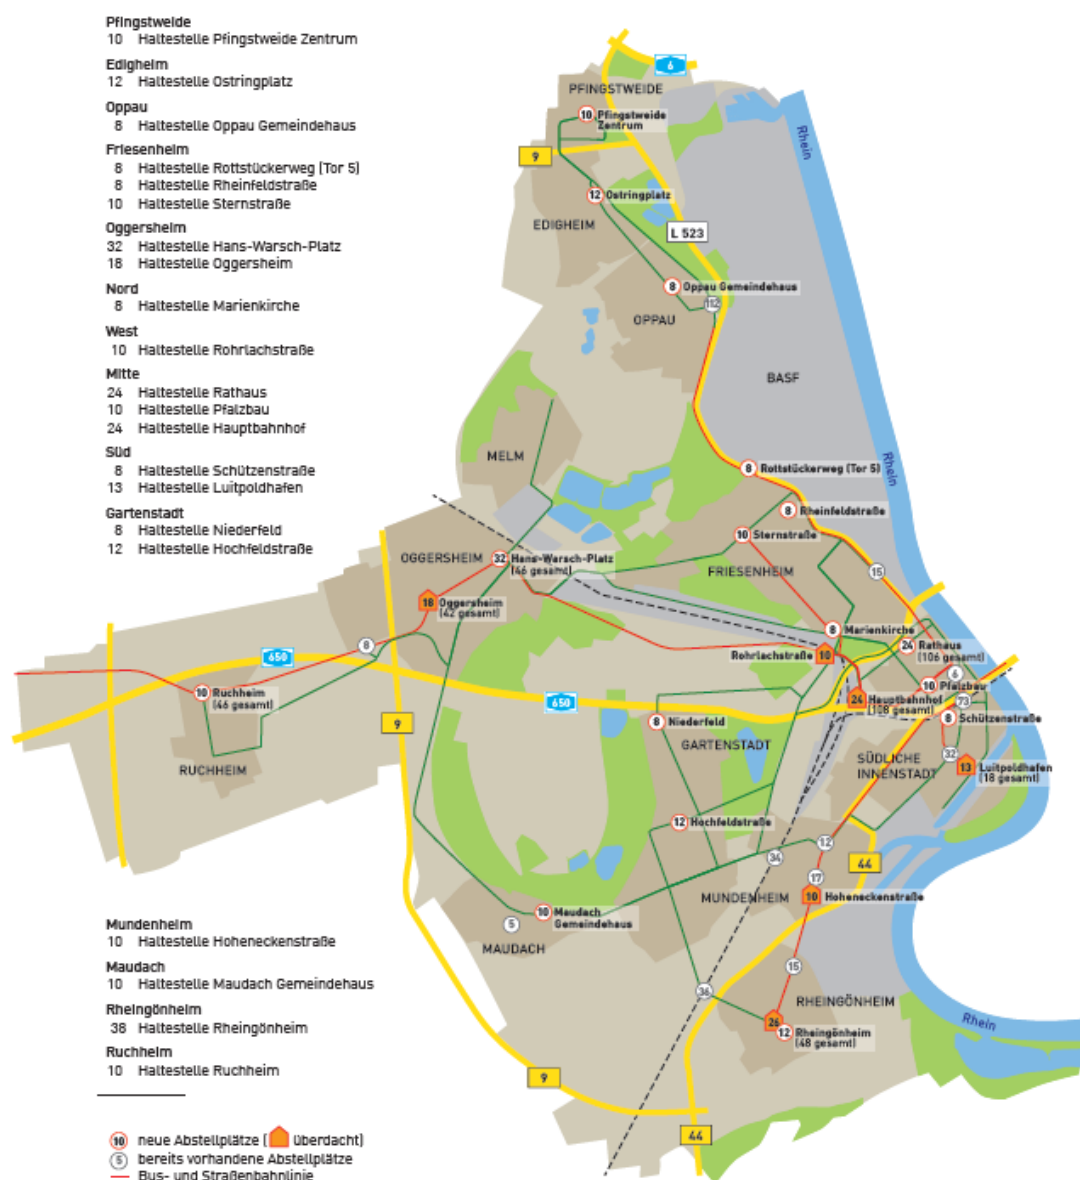 Pfingstweide
10 Haltestelle Pfingstweide Zentrum
Edigheim
12 Haltestelle Ostringplatz
Oppau
8 Haltestelle Oppau Gemeindehaus
Friesenheim
8 Haltestelle Rottstückerweg (Tor 5)
8 Haltestelle Rheinfeldstraße
10 Haltestelle Sternstraße
Oggersheim
32 Haltestelle Hans-Warsch-Platz
18 Haltestelle Oggersheim
Nord
8 Haltestelle Marienkirche
West
10 Haltestelle Rohrlachstraße
Mitte
24 Haltestelle Rathaus
10 Haltestelle Pfalzbau
24 Haltestelle Hauptbahnhof
Süd
8 Haltestelle Schützenstraße
13 Haltestelle Luitpoldhafen
Gartenstadt
8 Haltestelle Niederfeld
12 Haltestelle Hochfeldstraße
Mundenheim
10 Haltestelle Hoheneckenstraße
Maudach
10 Haltestelle Maudach Gemeindehaus
Rheingönheim
38 Haltestelle Rheingönheim
Ruchheim
10 Haltestelle Ruchheim
10 neue Abstellplätze ( überdacht)
5 bereits vorhandene Abstellplätze
Bus- und Straßenbahnlinie
6
PFINGSTWEIDE
10 Pfingstweide
Zentrum
Rhein
9
12 Ostringplatz
EDIGHEIM
L 523
8 Oppau Gemeindehaus
112
OPPAU
BASF
MELM
8 Rottstückerweg (Tor 5)
Rhein
8 Rheinfeldstraße
10 Sternstraße
OGGERSHEIM
32 Hans-Warsch-Platz
(46 gesamt)
FRIESENHEIM
15
18 Oggersheim
(42 gesamt)
8 Marienkirche
8
24 Rathaus
(106 gesamt)
650
Rohrlachstraße 10
6
10 Pfalzbau
10 Ruchheim
(46 gesamt)
650
24 Hauptbahnhof
(108 gesamt)
73
9
8 Niederfeld
8 Schützenstraße
GARTENSTADT
32
RUCHHEIM
SÜDLICHE
INNENSTADT
13 Luitpoldhafen
(18 gesamt)
12 Hochfeldstraße
12
34
44
17
MUNDENHEIM
10 Hoheneckenstraße
10 Maudach
Gemeindehaus
5
MAUDACH
15
36
RHEINGÖNHEIM
26
12 Rheingönheim
(48 gesamt)
Rhein
9
44